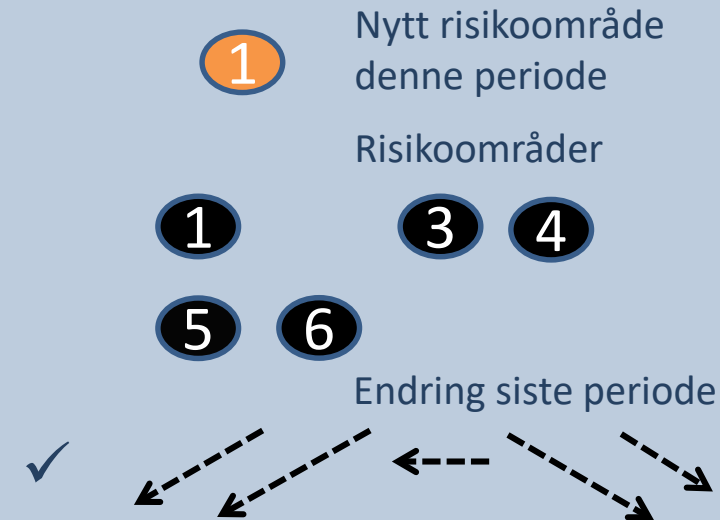 1
Nytt risikoområde
denne periode
Risikoområder
1 3 4
5 6
Endring siste periode
✓